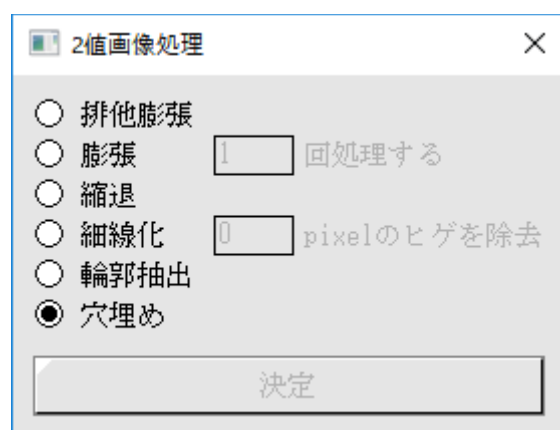 2値画像処理
排他膨張
膨張 1 回処理する
縮退
細線化 0 pixelのヒゲを除去
輪郭抽出
穴埋め
決定